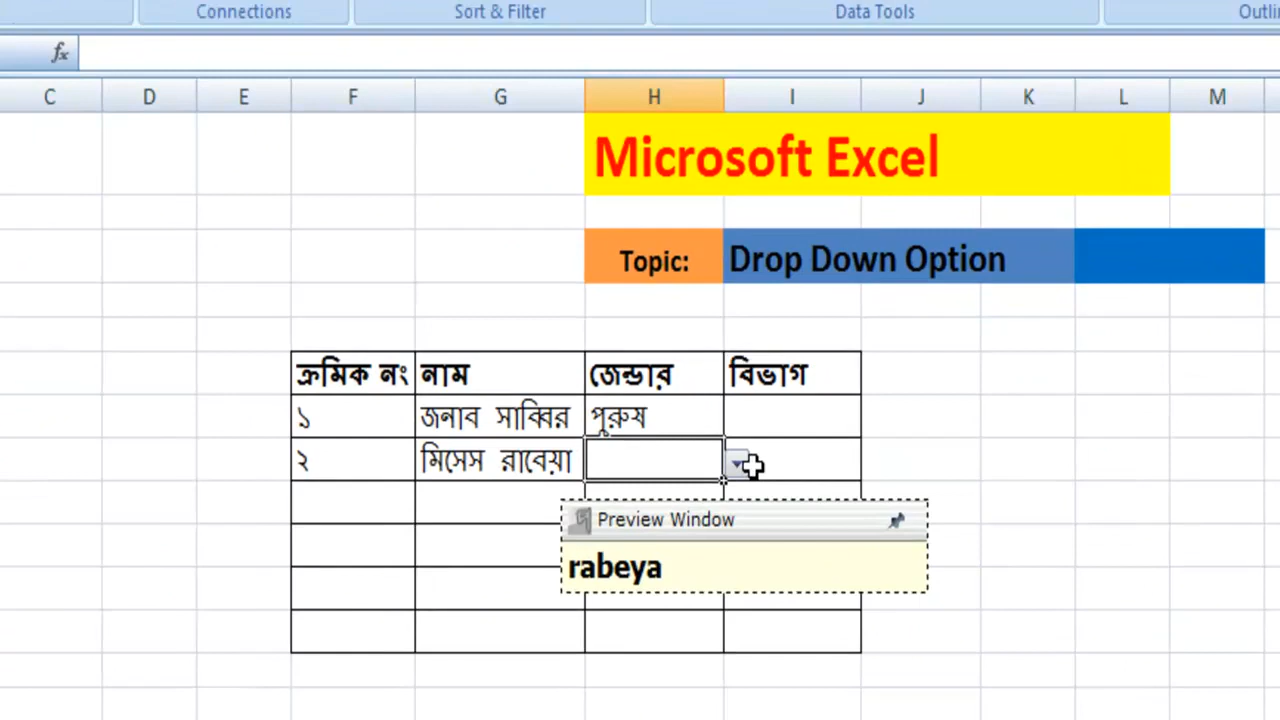 Connections Sort & Filter Data Tools Outlin
fx
C D E F G H I J K L M
Microsoft Excel
Topic: Drop Down Option
ক্রমিক নং নাম জেন্ডার বিভাগ
১ জনাব সাব্বির পুরুষ
২ মিসেস রাবেয়া
Preview Window
rabeya